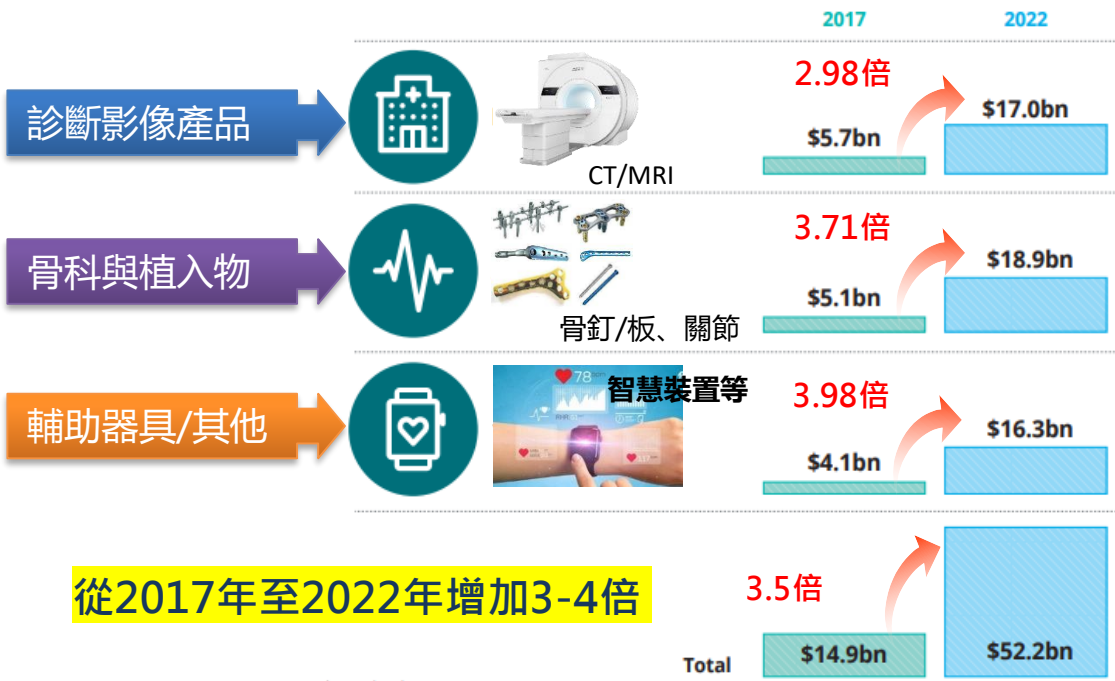 2017 2022
診斷影像產品
CT/MRI
2.98倍
$5.7bn
$17.0bn
骨科與植入物
骨釘/板、關節
3.71倍
$5.1bn
$18.9bn
輔助器具/其他
78
智慧裝置等
3.98倍
$4.1bn
$16.3bn
從2017年至2022年增加3-4倍
3.5倍
Total
$14.9bn
$52.2bn